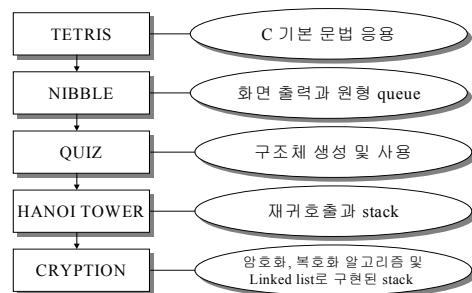 TETRIS
C 기본 문법 응용
NIBBLE
화면 출력과 원형 queue
QUIZ
구조체 생성 및 사용
HANOI TOWER
재귀호출과 stack
CRYPTION
암호화, 복호화 알고리즘 및
Linked list로 구현된 stack